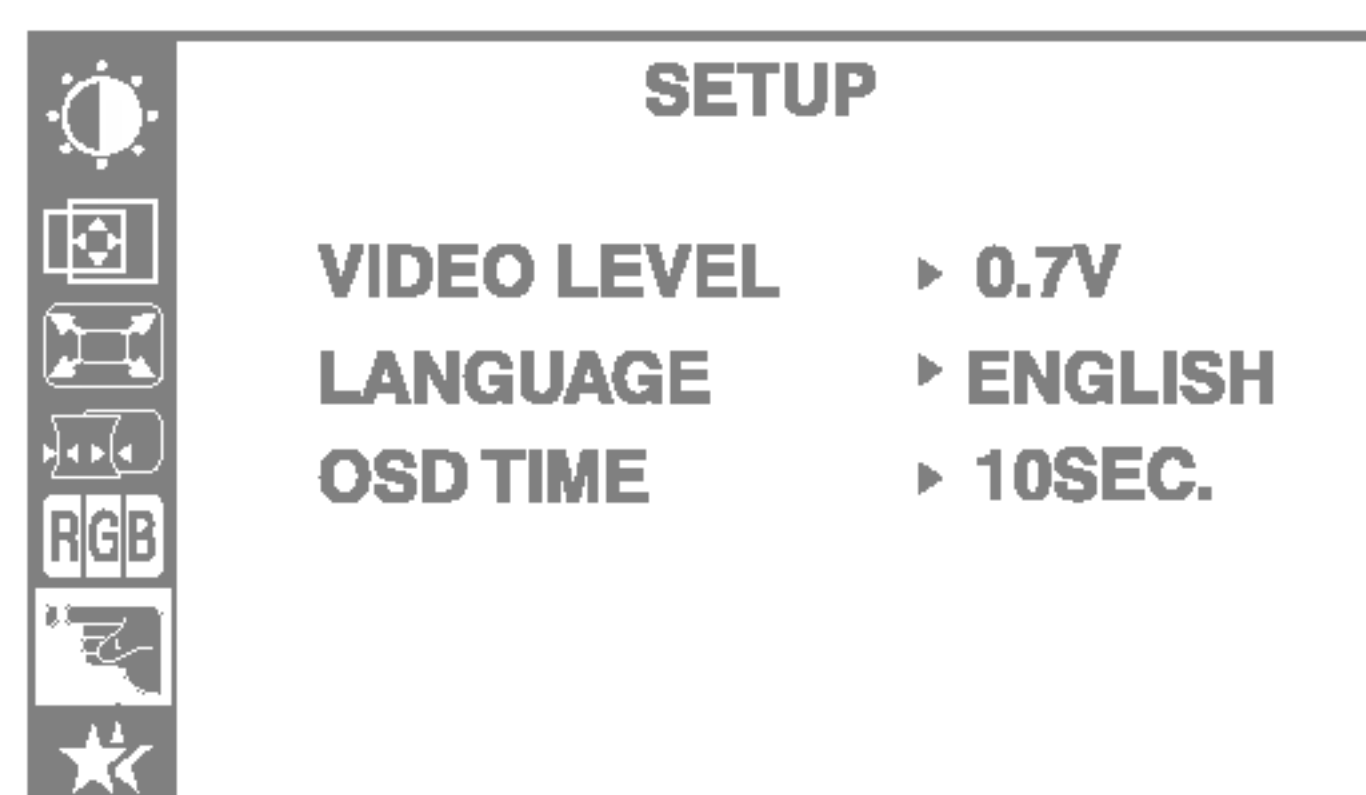 SETUP
VIDEO LEVEL ▸ 0.7V
LANGUAGE ▸ ENGLISH
OSD TIME ▸ 10SEC.
RGB